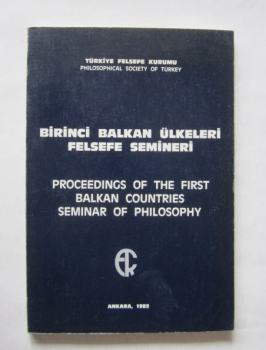 TÜRKİYE FELSEFE KURUMU
PHILOSOPHICAL SOCIETY OF TURKEY
BİRİNCİ BALKAN ÜLKELERİ
FELSEFE SEMİNERİ
PROCEEDINGS OF THE FIRST
BALKAN COUNTRIES
SEMINAR OF PHILOSOPHY
ANKARA, 1982